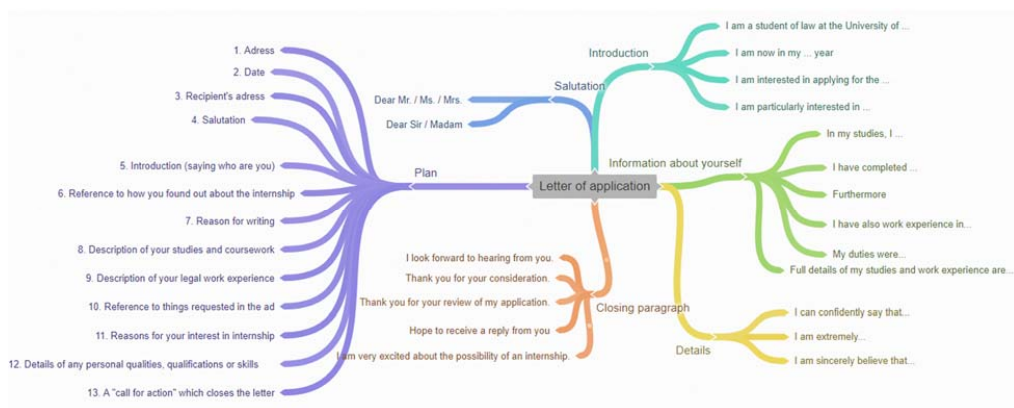 Letter of application
Plan
1. Adress
2. Date
3. Recipient's adress
4. Salutation
5. Introduction (saying who are you)
6. Reference to how you found out about the internship
7. Reason for writing
8. Description of your studies and coursework
9. Description of your legal work experience
10. Reference to things requested in the ad
11. Reasons for your interest in internship
12. Details of any personal qualities, qualifications or skills
13. A "call for action" which closes the letter
Salutation
Dear Mr. / Ms. / Mrs.
Dear Sir / Madam
Introduction
I am a student of law at the University of ...
I am now in my ... year
I am interested in applying for the ...
I am particularly interested in ...
Information about yourself
In my studies, I ...
I have completed ...
Furthermore
I have also work experience in...
My duties were...
Full details of my studies and work experience are...
Details
I can confidently say that...
I am extremely...
I am sincerely believe that...
Closing paragraph
I look forward to hearing from you.
Thank you for your consideration.
Thank you for your review of my application.
Hope to receive a reply from you
I am very excited about the possibility of an internship.